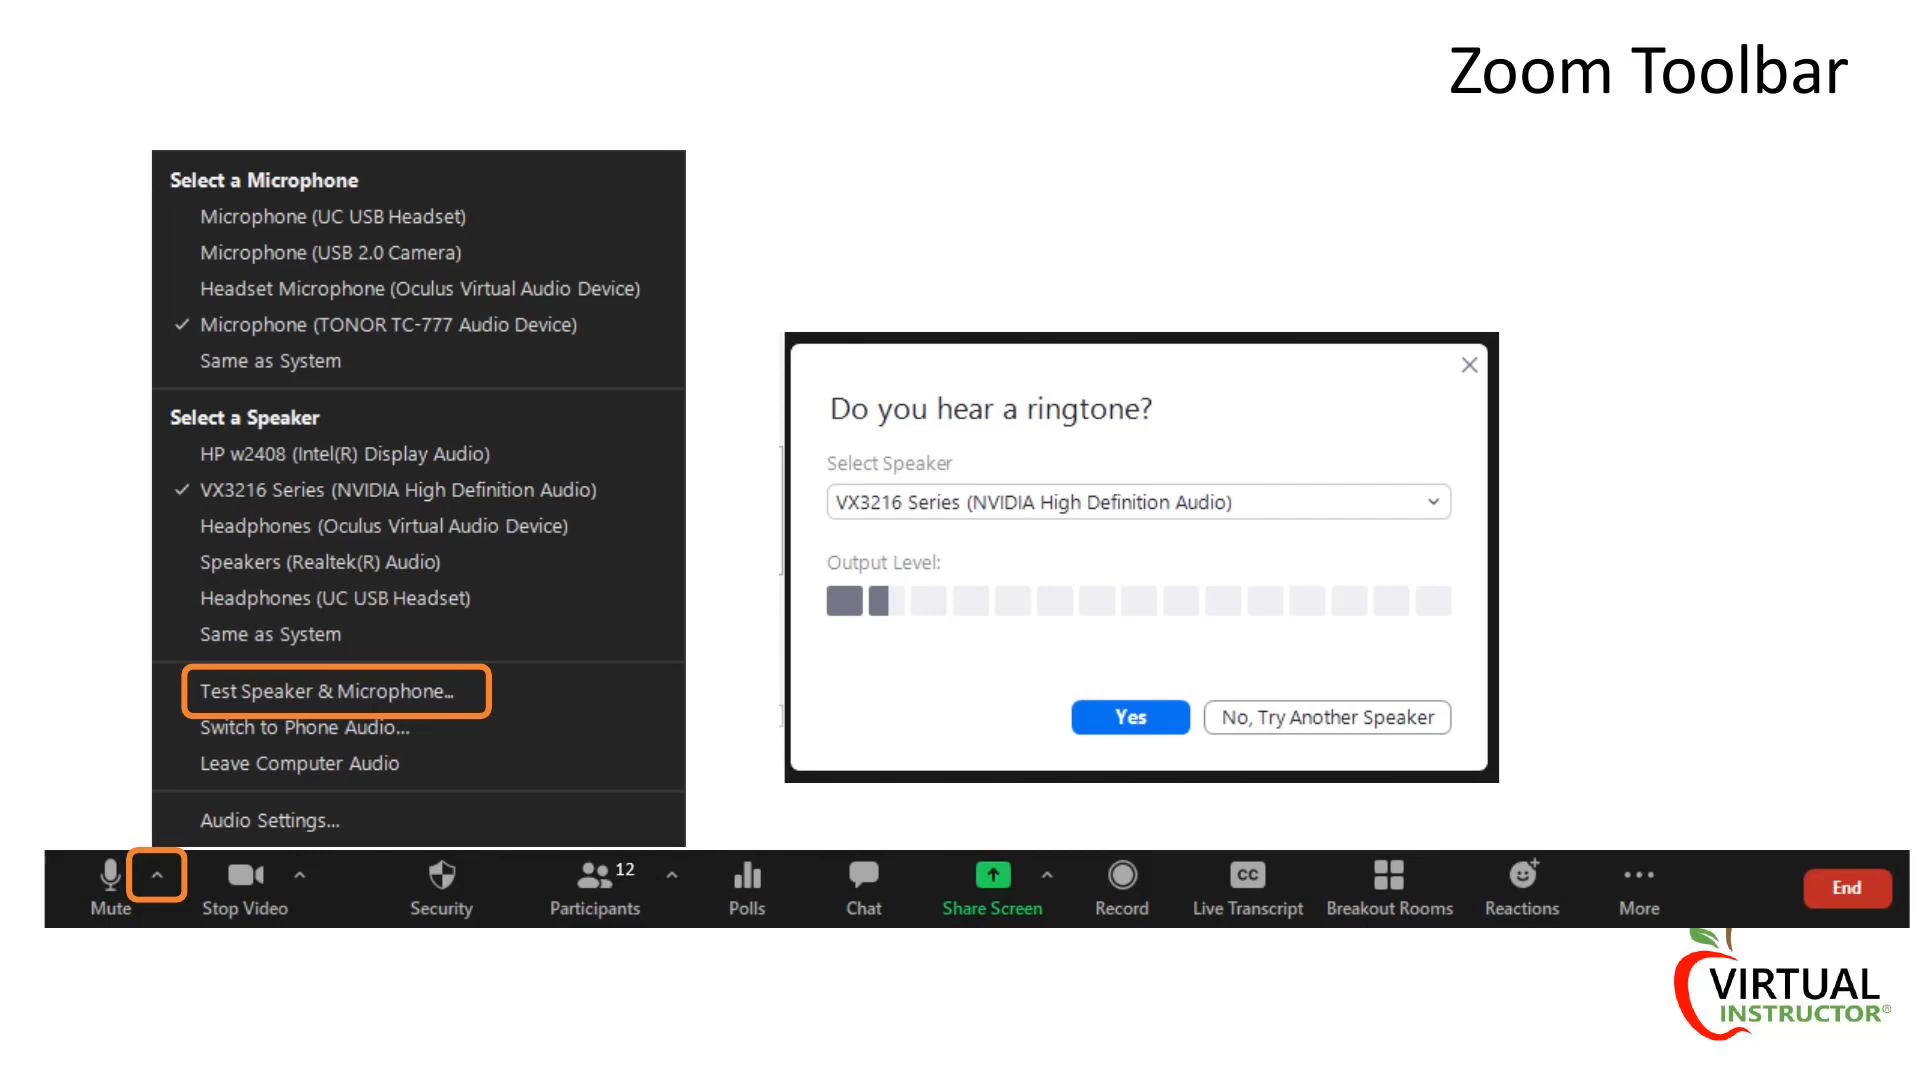 Zoom Toolbar
Select a Microphone
Microphone (UC USB Headset)
Microphone (USB 2.0 Camera)
Headset Microphone (Oculus Virtual Audio Device)
Microphone (TONOR TC-777 Audio Device)
Same as System
Select a Speaker
HP w2408 (Intel(R) Display Audio)
VX3216 Series (NVIDIA High Definition Audio)
Headphones (Oculus Virtual Audio Device)
Speakers (Realtek(R) Audio)
Headphones (UC USB Headset)
Same as System
Test Speaker & Microphone...
Switch to Phone Audio...
Leave Computer Audio
Audio Settings...
Do you hear a ringtone?
Select Speaker
VX3216 Series (NVIDIA High Definition Audio)
Output Level:
Yes
No, Try Another Speaker
12
CC
Mute
Stop Video
Security
Participants
Polls
Chat
Share Screen
Record
Live Transcript
Breakout Rooms
Reactions
More
End
VIRTUAL
INSTRUCTOR®